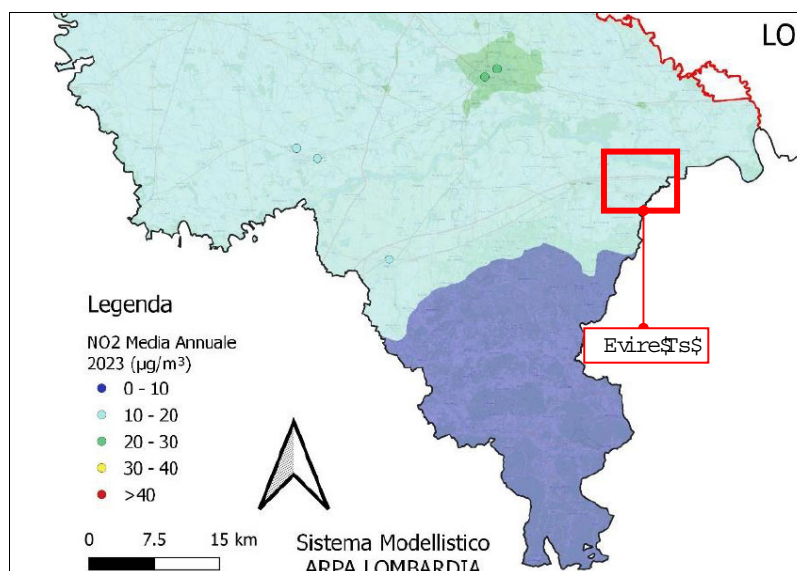 LO
Evire$Ts$
Legenda
NO2 Media Annuale
2023 (µg/m³)
0 - 10
10 - 20
20 - 30
30 - 40
>40
0 7.5 15 km
Sistema Modellistico
ARPA LOMBARDIA